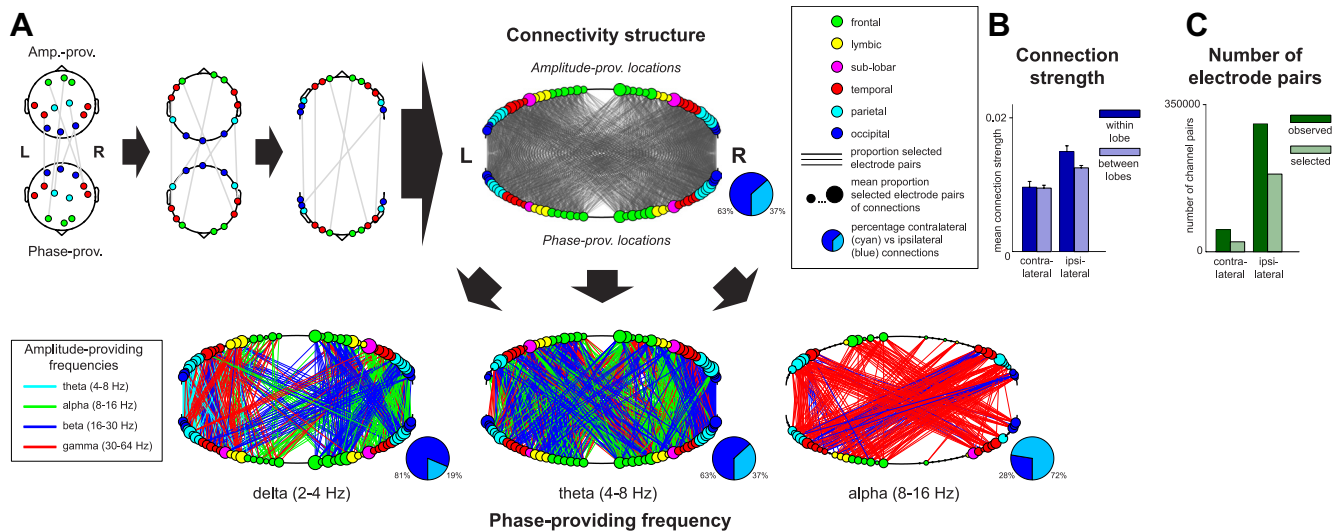 A
Amp.-prov.
L
R
Phase-prov.
Connectivity structure
Amplitude-prov. locations
L
R
63%
37%
Phase-prov. locations
frontal
lymbic
sub-lobar
temporal
parietal
occipital
proportion selected
electrode pairs
mean proportion
selected electrode pairs
of connections
percentage contralateral
(cyan) vs ipsilateral
(blue) connections
B
Connection
strength
mean connection strength
0.02
0
within
lobe
between
lobes
contra-
lateral
ipsi-
lateral
C
Number of
electrode pairs
number of channel pairs
350000
0
observed
selected
contra-
lateral
ipsi-
lateral
Amplitude-providing
frequencies
theta (4-8 Hz)
alpha (8-16 Hz)
beta (16-30 Hz)
gamma (30-64 Hz)
81%
19%
delta (2-4 Hz)
63%
37%
theta (4-8 Hz)
28%
72%
alpha (8-16 Hz)
Phase-providing frequency